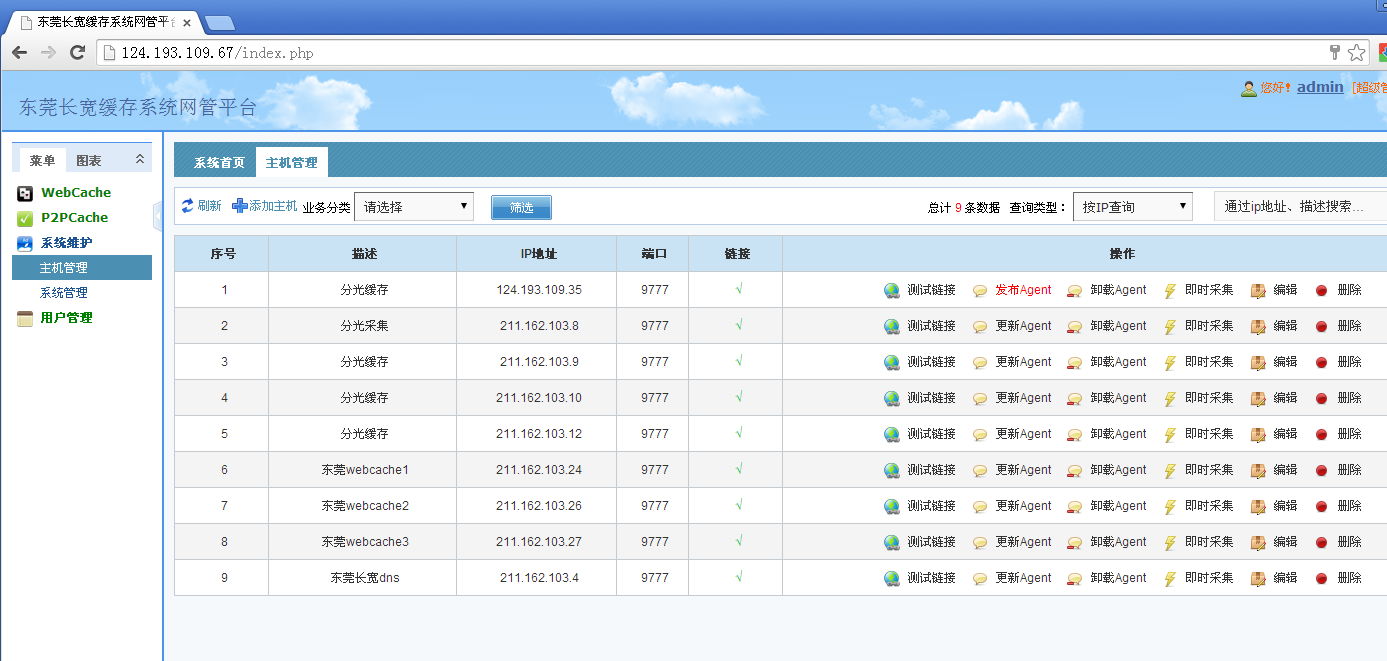 东莞长宽缓存系统网管平台
124.193.109.67/index.php
东莞长宽缓存系统网管平台
您好! admin [超级管
菜单 图表
系统首页 主机管理
WebCache
P2PCache
系统维护
主机管理
系统管理
用户管理
刷新 添加主机 业务分类 请选择 筛选 总计 9 条数据 查询类型： 按IP查询 通过ip地址、描述搜索...
序号 描述 IP地址 端口 链接 操作
1 分光缓存 124.193.109.35 9777 √ 测试链接 发布Agent 卸载Agent 即时采集 编辑 删除
2 分光采集 211.162.103.8 9777 √ 测试链接 更新Agent 卸载Agent 即时采集 编辑 删除
3 分光缓存 211.162.103.9 9777 √ 测试链接 更新Agent 卸载Agent 即时采集 编辑 删除
4 分光缓存 211.162.103.10 9777 √ 测试链接 更新Agent 卸载Agent 即时采集 编辑 删除
5 分光缓存 211.162.103.12 9777 √ 测试链接 更新Agent 卸载Agent 即时采集 编辑 删除
6 东莞webcache1 211.162.103.24 9777 √ 测试链接 更新Agent 卸载Agent 即时采集 编辑 删除
7 东莞webcache2 211.162.103.26 9777 √ 测试链接 更新Agent 卸载Agent 即时采集 编辑 删除
8 东莞webcache3 211.162.103.27 9777 √ 测试链接 更新Agent 卸载Agent 即时采集 编辑 删除
9 东莞长宽dns 211.162.103.4 9777 √ 测试链接 更新Agent 卸载Agent 即时采集 编辑 删除